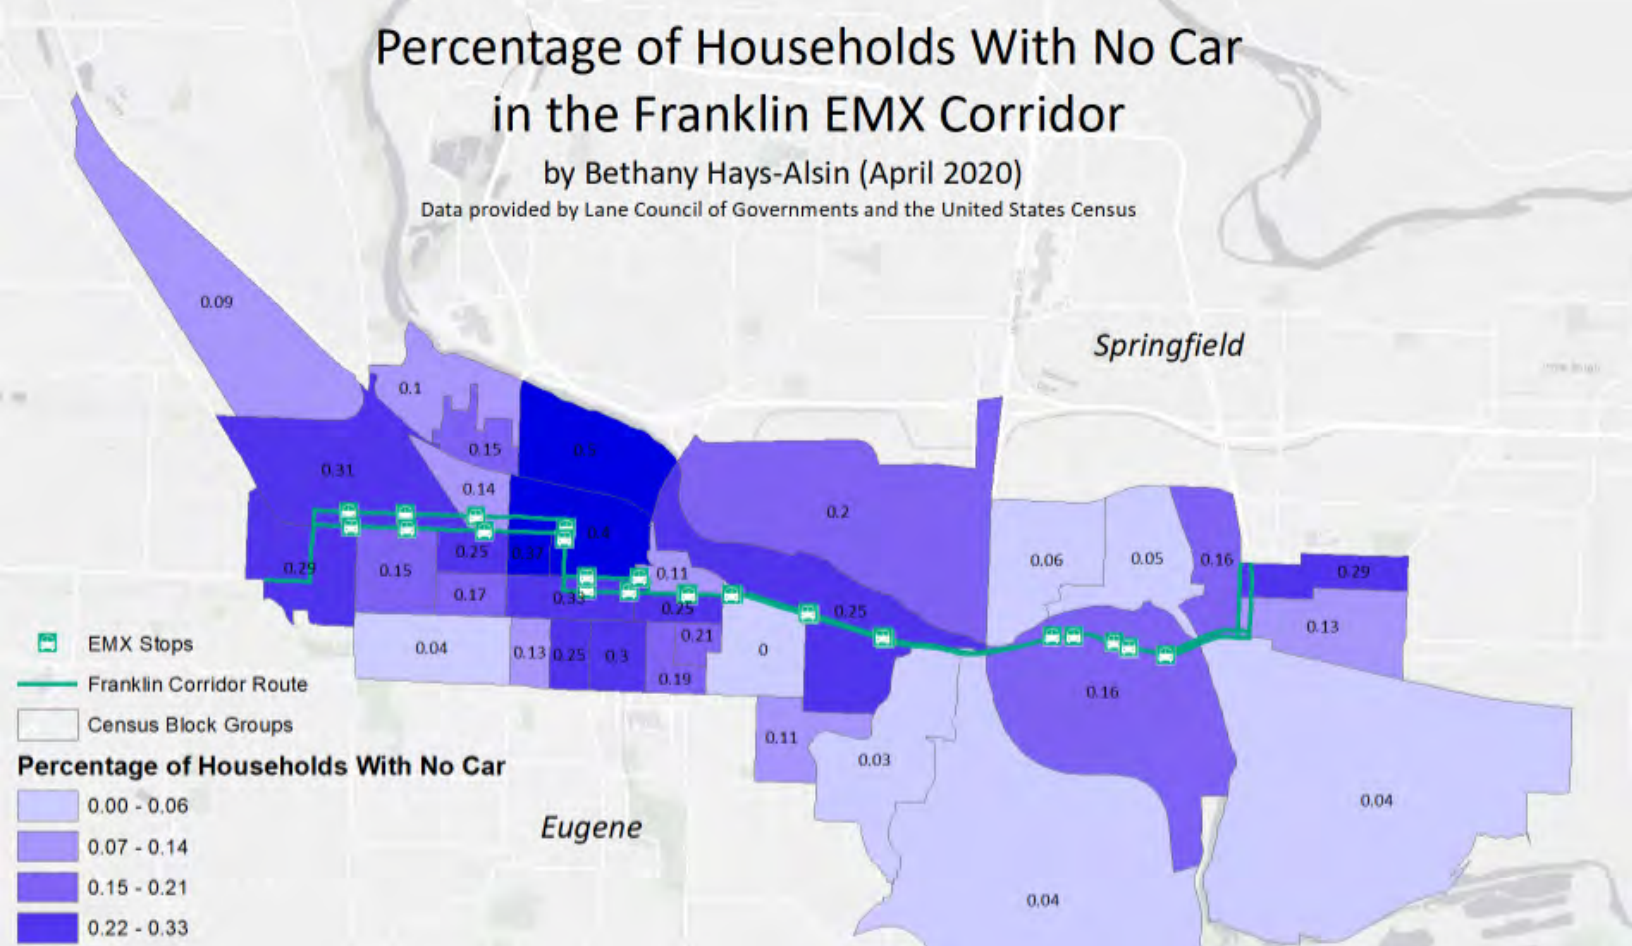 Percentage of Households With No Car
in the Franklin EMX Corridor
by Bethany Hays-Alsin (April 2020)
Data provided by Lane Council of Governments and the United States Census
0.09
Springfield
0.1
0.15
0.5
0.31
0.14
0.2
0.4
0.25
0.37
0.06
0.05
0.16
0.29
0.29
0.15
0.11
0.17
0.33
0.25
0.25
0.13
0.04
0.13
0.25
0.3
0.21
0.19
0
0.16
0.11
0.03
0.04
0.04
Eugene
EMX Stops
Franklin Corridor Route
Census Block Groups
Percentage of Households With No Car
0.00 - 0.06
0.07 - 0.14
0.15 - 0.21
0.22 - 0.33